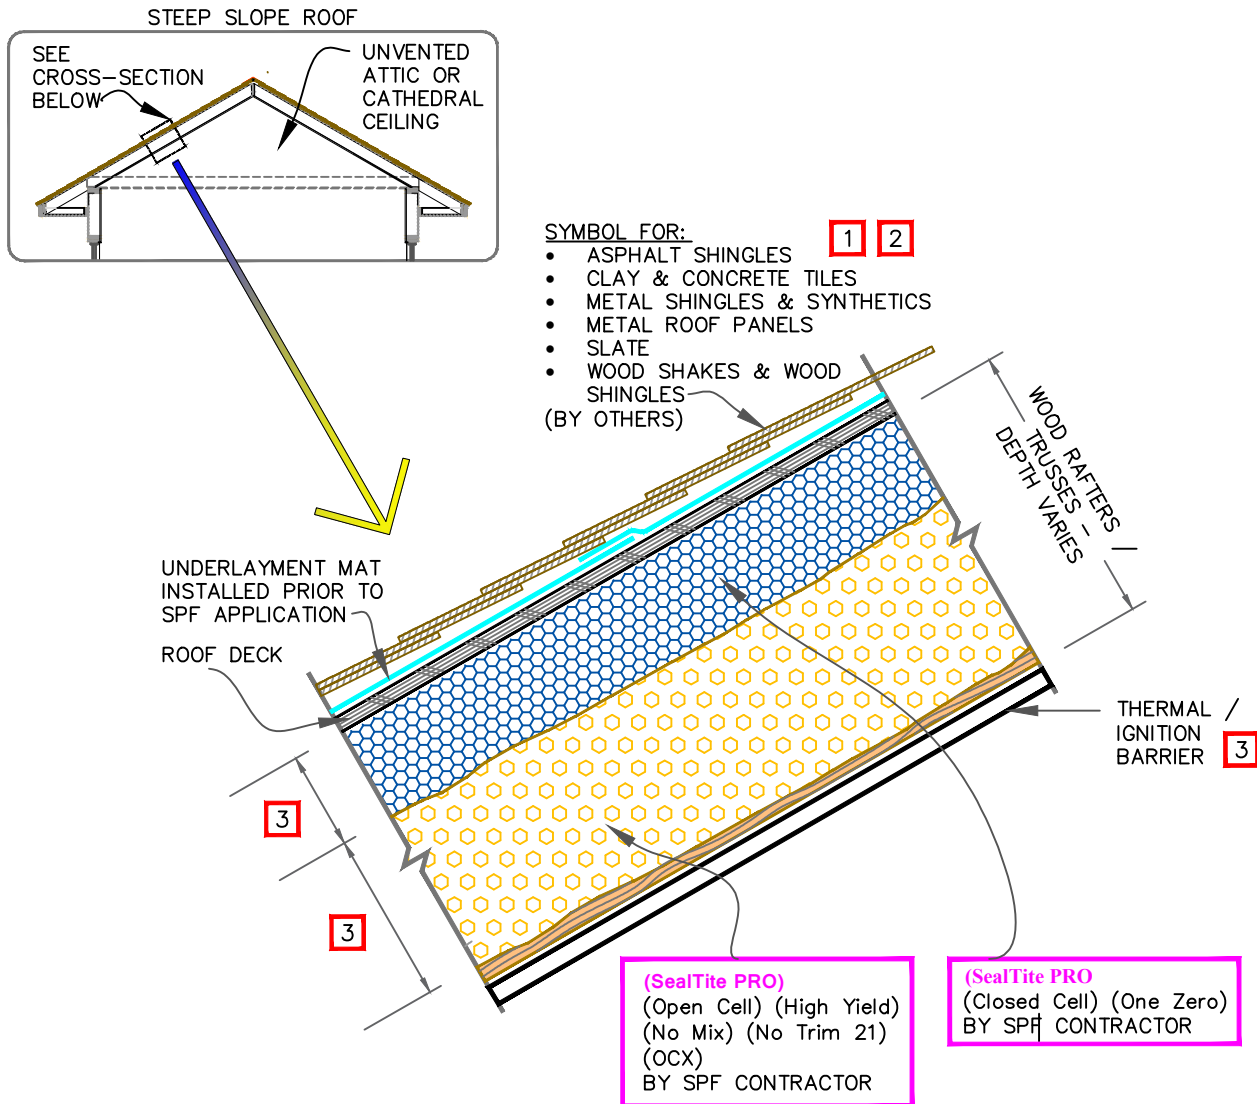 STEEP SLOPE ROOF
SEE
CROSS-SECTION
BELOW
UNVENTED
ATTIC OR
CATHEDRAL
CEILING
SYMBOL FOR:
1 2
• ASPHALT SHINGLES
• CLAY & CONCRETE TILES
• METAL SHINGLES & SYNTHETICS
• METAL ROOF PANELS
• SLATE
• WOOD SHAKES & WOOD
SHINGLES
(BY OTHERS)
WOOD RAFTERS /
TRUSSES -
DEPTH VARIES
UNDERLAYMENT MAT
INSTALLED PRIOR TO
SPF APPLICATION
ROOF DECK
THERMAL /
IGNITION
BARRIER 3
3
3
(SealTite PRO)
(Open Cell) (High Yield)
(No Mix) (No Trim 21)
(OCX)
BY SPF CONTRACTOR
(SealTite PRO
(Closed Cell) (One Zero)
BY SPF CONTRACTOR